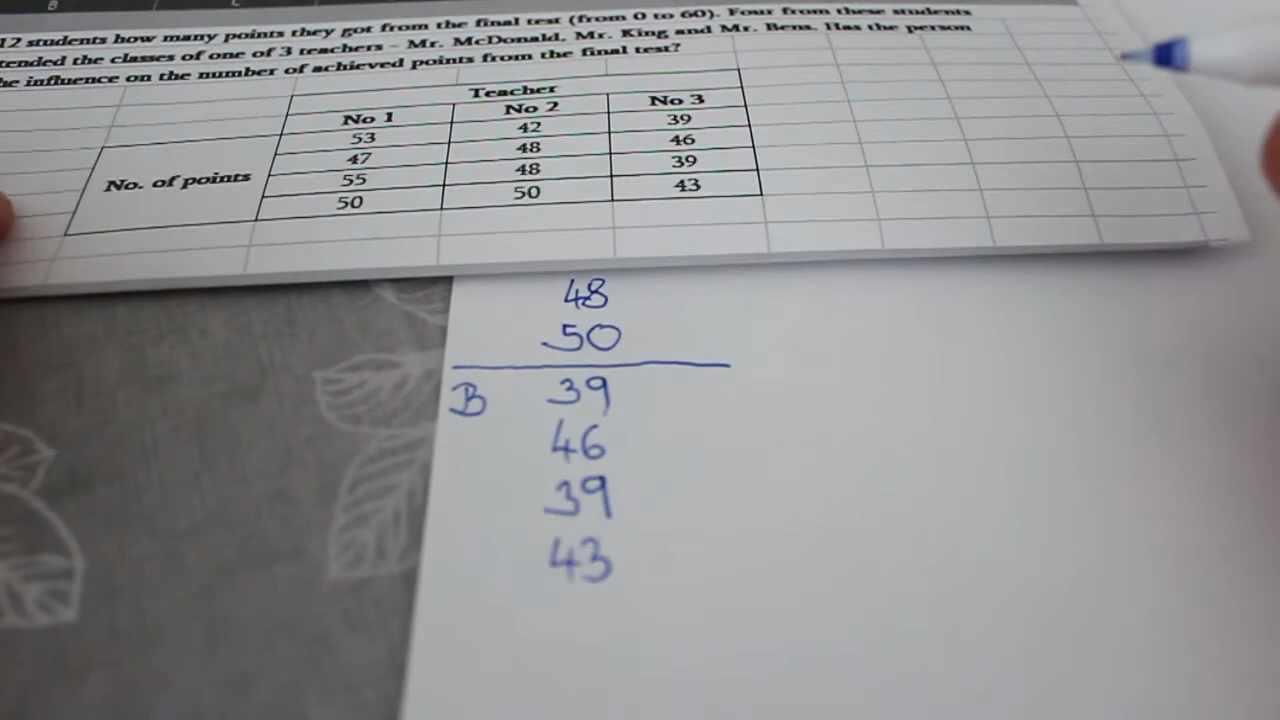 B C
12 students how many points they got from the final test (from 0 to 60). Four from these students
tended the classes of one of 3 teachers – Mr. McDonald, Mr. King and Mr. Bens. Has the person
he influence on the number of achieved points from the final test?
Teacher
No 1 No 2 No 3
No. of points 53 42 39
47 48 46
55 48 39
50 50 43
48
50
B 39
46
39
43